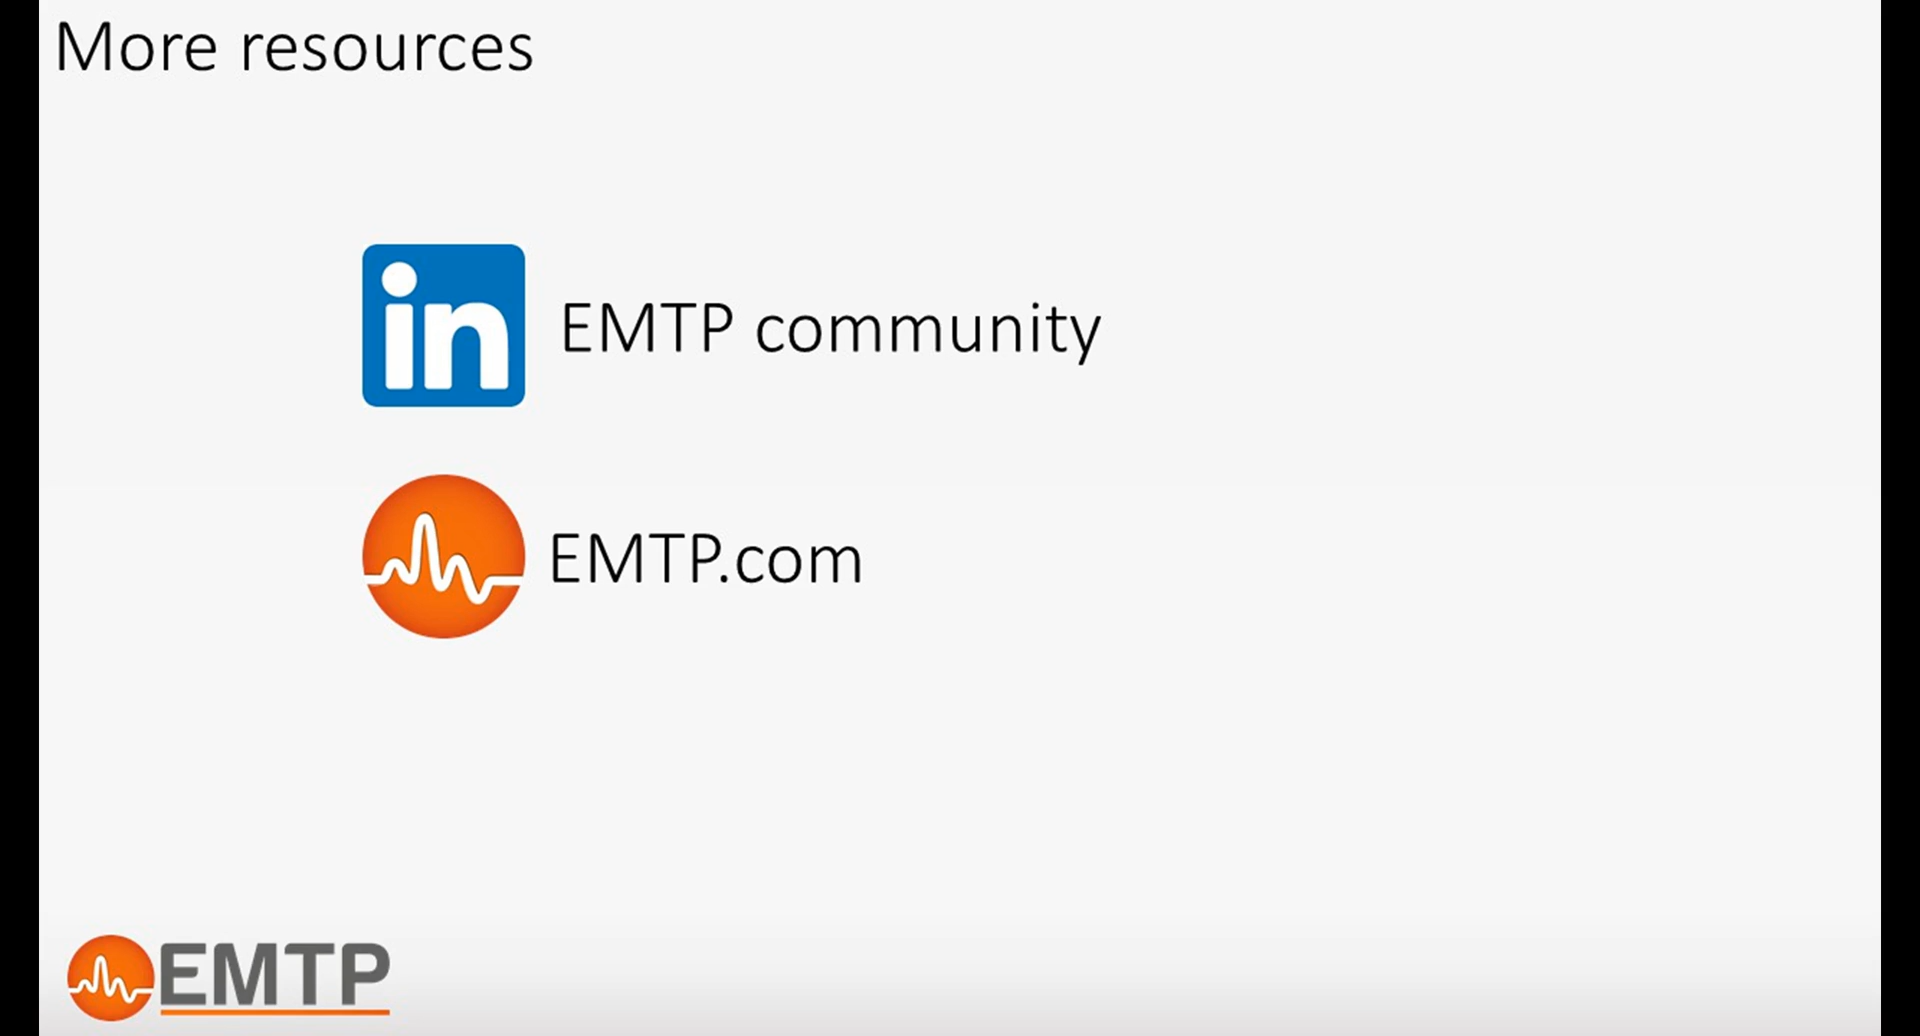 More resources
in
EMTP community
EMTP.com
EMTP